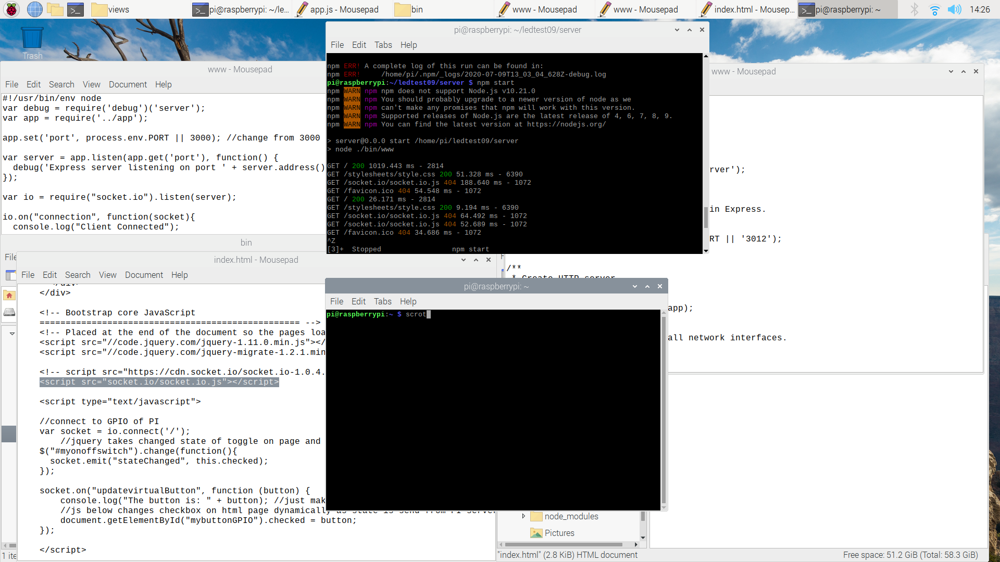 views
pi@raspberrypi: ~/le...
app.js - Mousepad
bin
www - Mousepad
www - Mousepad
index.html - Mousep...
pi@raspberrypi: ~
14:26
Trash
www - Mousepad
File Edit Search View Document Help
#!/usr/bin/env node
var debug = require('debug')('server');
var app = require('../app');
app.set('port', process.env.PORT || 3000); //change from 3000
var server = app.listen(app.get('port'), function() {
debug('Express server listening on port ' + server.address()
});
var io = require("socket.io").listen(server);
io.on("connection", function(socket){
console.log("Client Connected");
pi@raspberrypi: ~/ledtest09/server
File Edit Tabs Help
npm ERR! A complete log of this run can be found in:
npm ERR! /home/pi/.npm/_logs/2020-07-09T13_03_04_628Z-debug.log
pi@raspberrypi:~/ledtest09/server $ npm start
npm WARN npm npm does not support Node.js v10.21.0
npm WARN npm You should probably upgrade to a newer version of node as we
npm WARN npm can't make any promises that npm will work with this version.
npm WARN npm Supported releases of Node.js are the latest release of 4, 6, 7, 8, 9.
npm WARN npm You can find the latest version at https://nodejs.org/
> server@0.0.0 start /home/pi/ledtest09/server
> node ./bin/www
GET / 200 1019.443 ms - 2814
GET /stylesheets/style.css 200 51.328 ms - 6390
GET /socket.io/socket.io.js 404 188.640 ms - 1072
GET /favicon.ico 404 54.548 ms - 1072
GET / 200 26.171 ms - 2814
GET /stylesheets/style.css 200 9.194 ms - 6390
GET /socket.io/socket.io.js 404 64.492 ms - 1072
GET /socket.io/socket.io.js 404 52.689 ms - 1072
GET /favicon.ico 404 34.686 ms - 1072
^Z
[3]+ Stopped npm start
www - Mousepad
rver');
in Express.
RT || '3012');
/**
* Create HTTP server
app);
all network interfaces.
bin
File
index.html - Mousepad
File Edit Search View Document Help
</div>
</div>
<!-- Bootstrap core JavaScript
================================================== -->
<!-- Placed at the end of the document so the pages loa
<script src="//code.jquery.com/jquery-1.11.0.min.js"></
<script src="//code.jquery.com/jquery-migrate-1.2.1.min
<!-- script src="https://cdn.socket.io/socket.io-1.0.4.
<script src="socket.io/socket.io.js"></script>
<script type="text/javascript">
//connect to GPIO of PI
var socket = io.connect('/');
//jquery takes changed state of toggle on page and
$("#myonoffswitch").change(function(){
socket.emit("stateChanged", this.checked);
});
socket.on("updatevirtualButton", function (button) {
console.log("The button is: " + button); //just mak
//js below changes checkbox on html page dynamically as state is send from PI server
document.getElementById("mybuttonGPIO").checked = button;
});
</script>
1 ite
pi@raspberrypi: ~
File Edit Tabs Help
pi@raspberrypi:~ $ scrot
node_modules
Pictures
"index.html" (2.8 KiB) HTML document
Free space: 51.2 GiB (Total: 58.3 GiB)